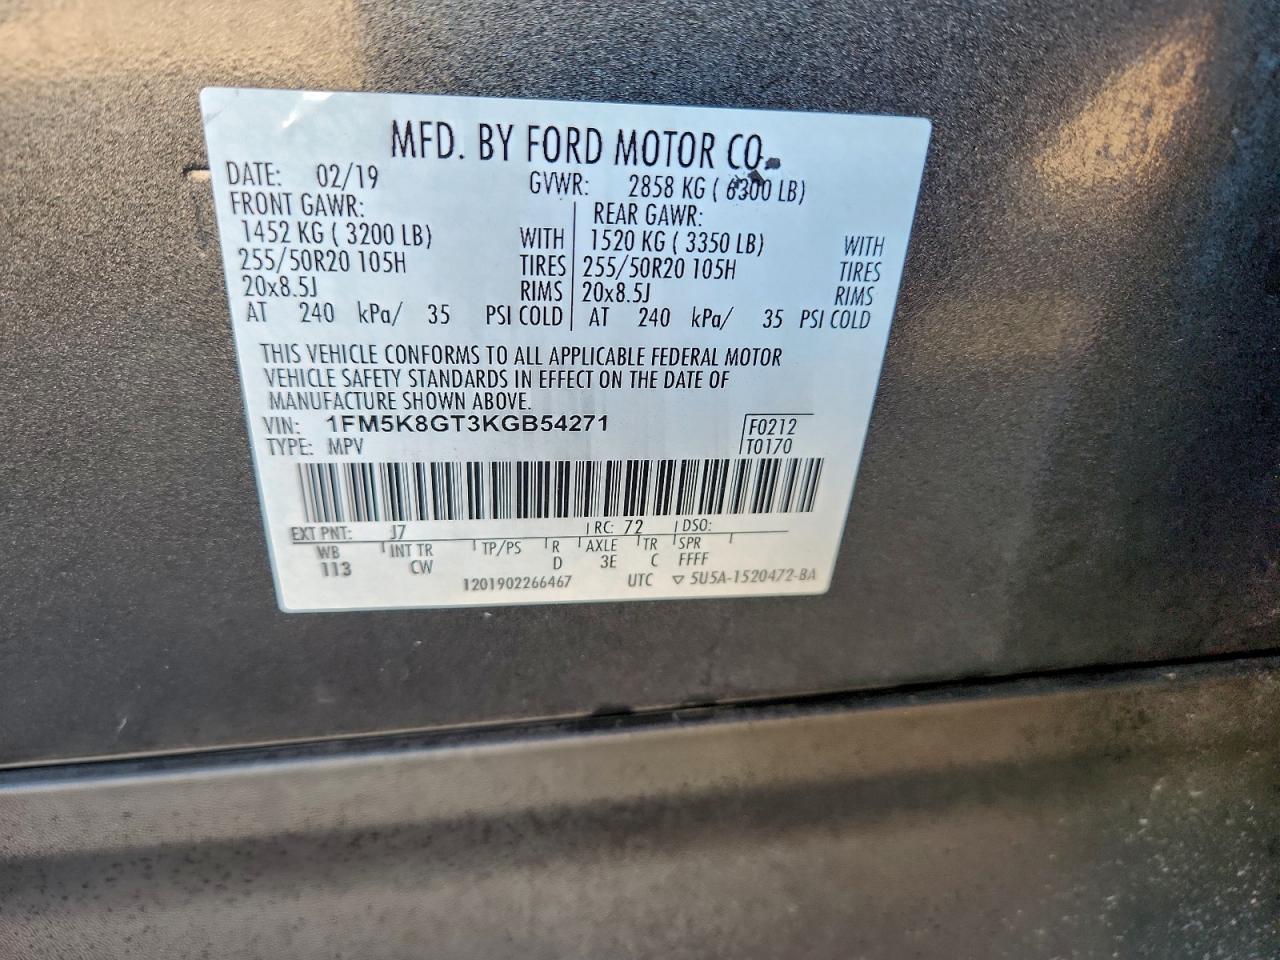 MFD. BY FORD MOTOR CO.
DATE: 02/19 GVWR: 2858 KG ( 6300 LB)
FRONT GAWR: REAR GAWR:
1452 KG ( 3200 LB) WITH 1520 KG ( 3350 LB) WITH
255/50R20 105H TIRES 255/50R20 105H TIRES
20x8.5J RIMS 20x8.5J RIMS
AT 240 kPa/ 35 PSI COLD AT 240 kPa/ 35 PSI COLD
THIS VEHICLE CONFORMS TO ALL APPLICABLE FEDERAL MOTOR
VEHICLE SAFETY STANDARDS IN EFFECT ON THE DATE OF
MANUFACTURE SHOWN ABOVE.
VIN: 1FM5K8GT3KGB54271 F0212
TYPE: MPV T0170
EXT PNT: J7 RC: 72 DSO:
WB INT TR TP/PS R AXLE TR SPR
113 CW D 3E C FFFF
1201902266467 UTC ▽ 5U5A-1520472-BA